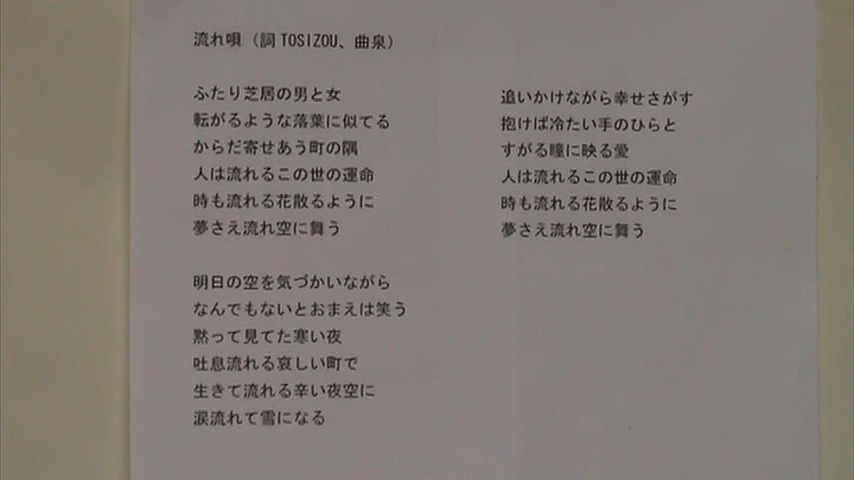 流れ唄（詞TOSIZOU、曲泉）
ふたり芝居の男と女
転がるような落葉に似てる
からだ寄せあう町の隅
人は流れるこの世の運命
時も流れる花散るように
夢さえ流れ空に舞う
明日の空を気づかいながら
なんでもないとおまえは笑う
黙って見てた寒い夜
吐息流れる哀しい町で
生きて流れる辛い夜空に
涙流れて雪になる
追いかけながら幸せさがす
抱けば冷たい手のひらと
すがる瞳に映る愛
人は流れるこの世の運命
時も流れる花散るように
夢さえ流れ空に舞う